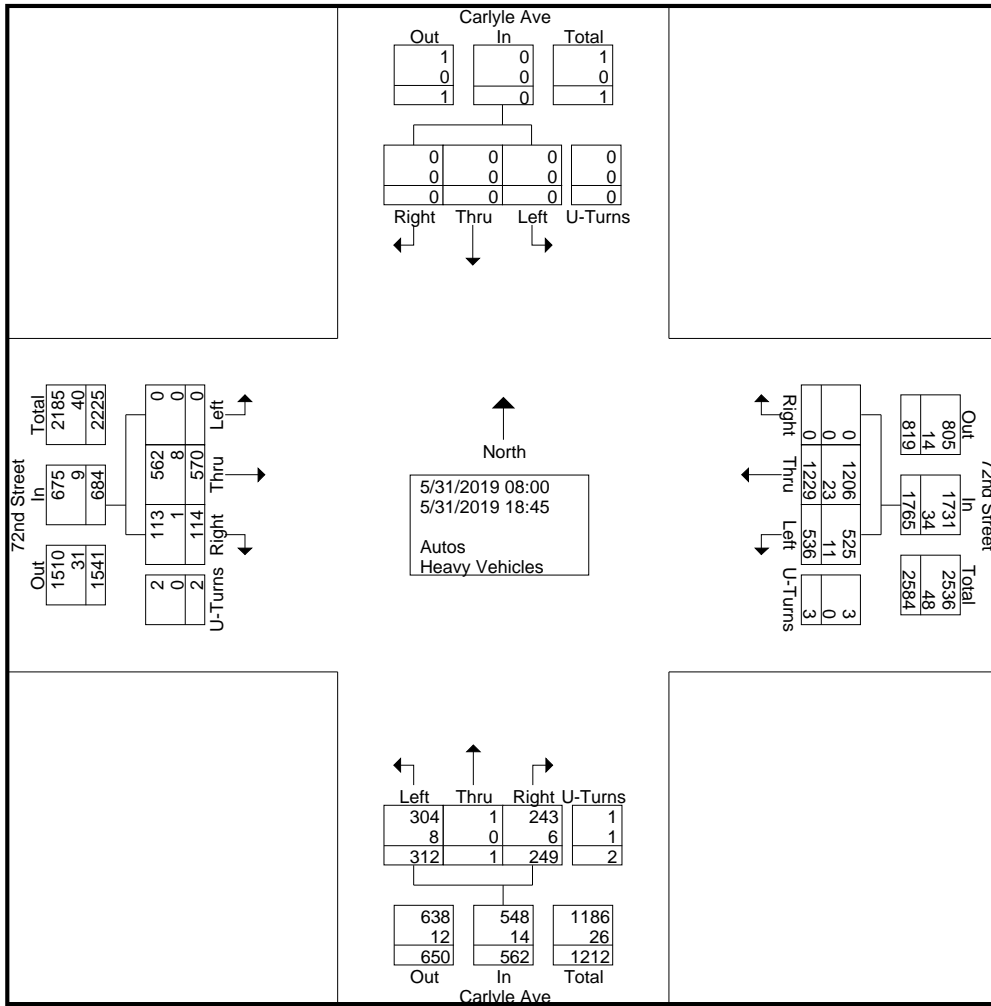 Carlyle Ave
Out In Total
1 0 1
0 0 0
1 0 1
0 0 0 0
0 0 0 0
0 0 0 0
Right Thru Left U-Turns
72nd Street
Total In Out
2185 675 1510
40 9 31
2225 684 1541
Left Thru Right U-Turns
0 562 113 2
0 8 1 0
0 570 114 2
North
5/31/2019 08:00
5/31/2019 18:45
Autos
Heavy Vehicles
72nd Street
Out In Total
805 1731 2536
14 34 48
819 1765 2584
Right Thru Left U-Turns
0 1206 525 3
0 23 11 0
0 1229 536 3
Left Thru Right U-Turns
304 1 243 1
8 0 6 1
312 1 249 2
638 548 1186
12 14 26
650 562 1212
Out In Total
Carlyle Ave